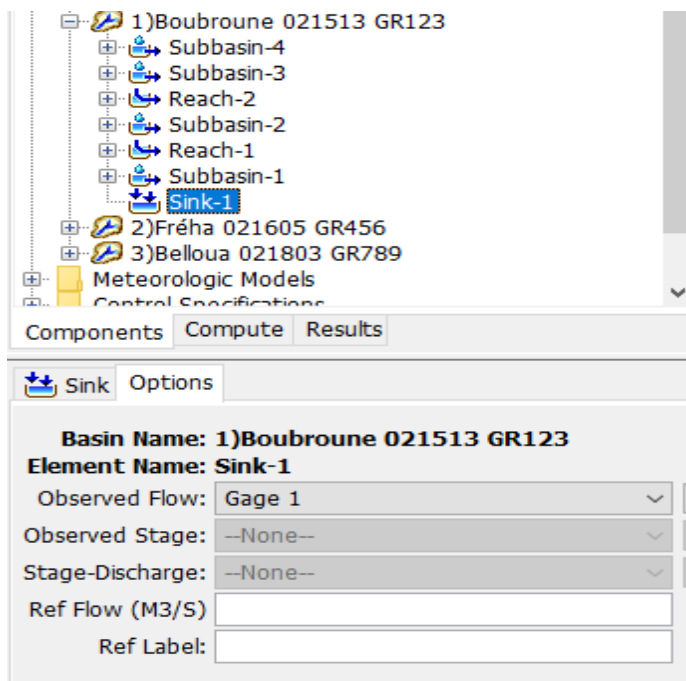 1)Boubroune 021513 GR123
Subbasin-4
Subbasin-3
Reach-2
Subbasin-2
Reach-1
Subbasin-1
Sink-1
2)Fréha 021605 GR456
3)Belloua 021803 GR789
Meteorologic Models
Control Specifications
Components Compute Results
Sink Options
Basin Name: 1)Boubroune 021513 GR123
Element Name: Sink-1
Observed Flow: Gage 1
Observed Stage: --None--
Stage-Discharge: --None--
Ref Flow (M3/S)
Ref Label: